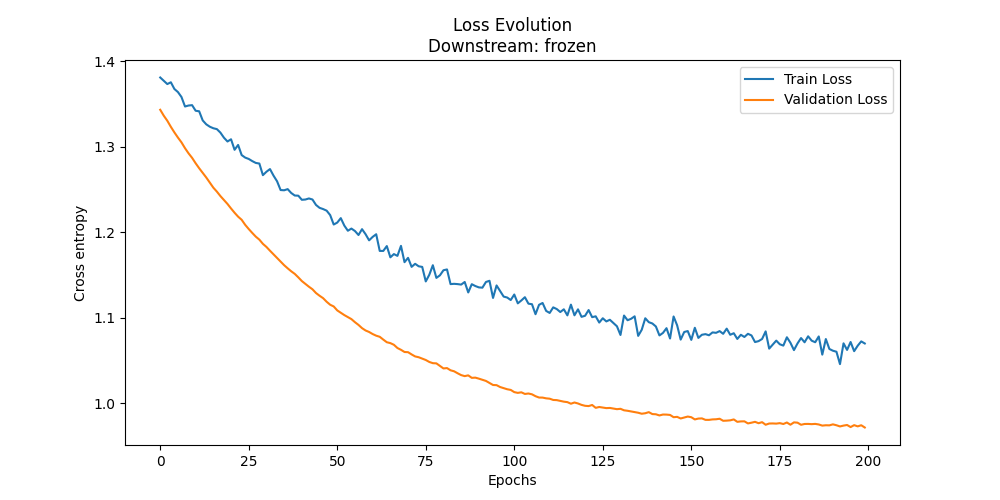 Loss Evolution
Downstream: frozen
Train Loss
Validation Loss
Cross entropy
1.4
1.3
1.2
1.1
1.0
0 25 50 75 100 125 150 175 200
Epochs